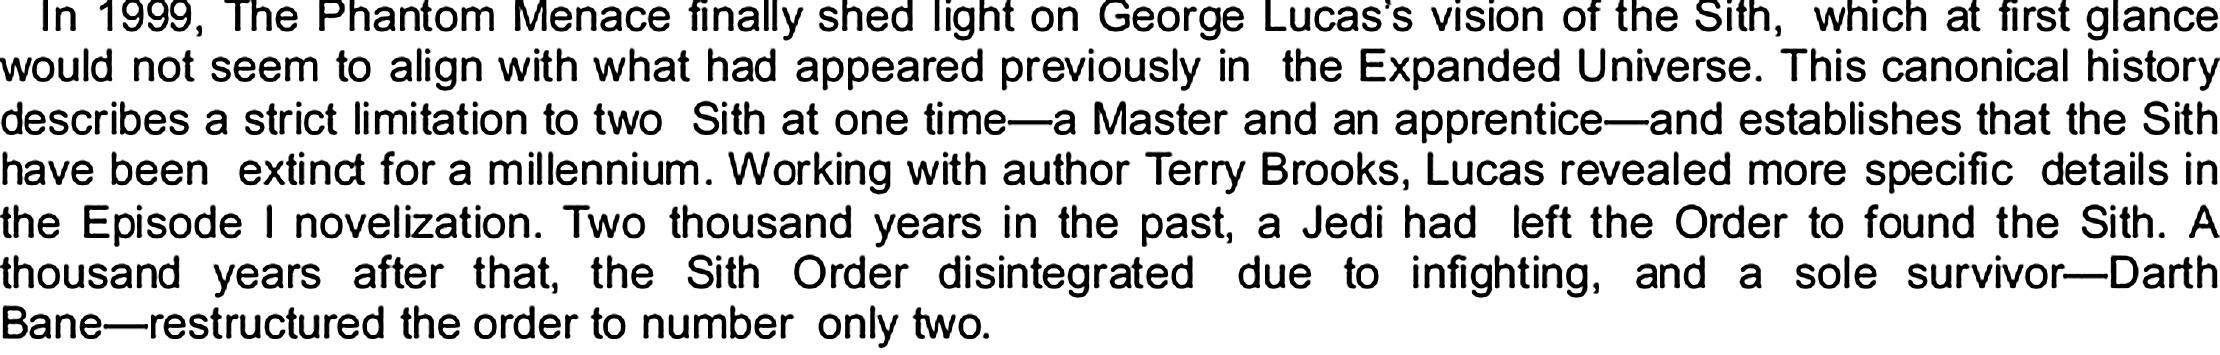 In 1999, The Phantom Menace finally shed light on George Lucas's vision of the Sith, which at first glance
would not seem to align with what had appeared previously in the Expanded Universe. This canonical history
describes a strict limitation to two Sith at one time—a Master and an apprentice—and establishes that the Sith
have been extinct for a millennium. Working with author Terry Brooks, Lucas revealed more specific details in
the Episode I novelization. Two thousand years in the past, a Jedi had left the Order to found the Sith. A
thousand years after that, the Sith Order disintegrated due to infighting, and a sole survivor—Darth
Bane—restructured the order to number only two.